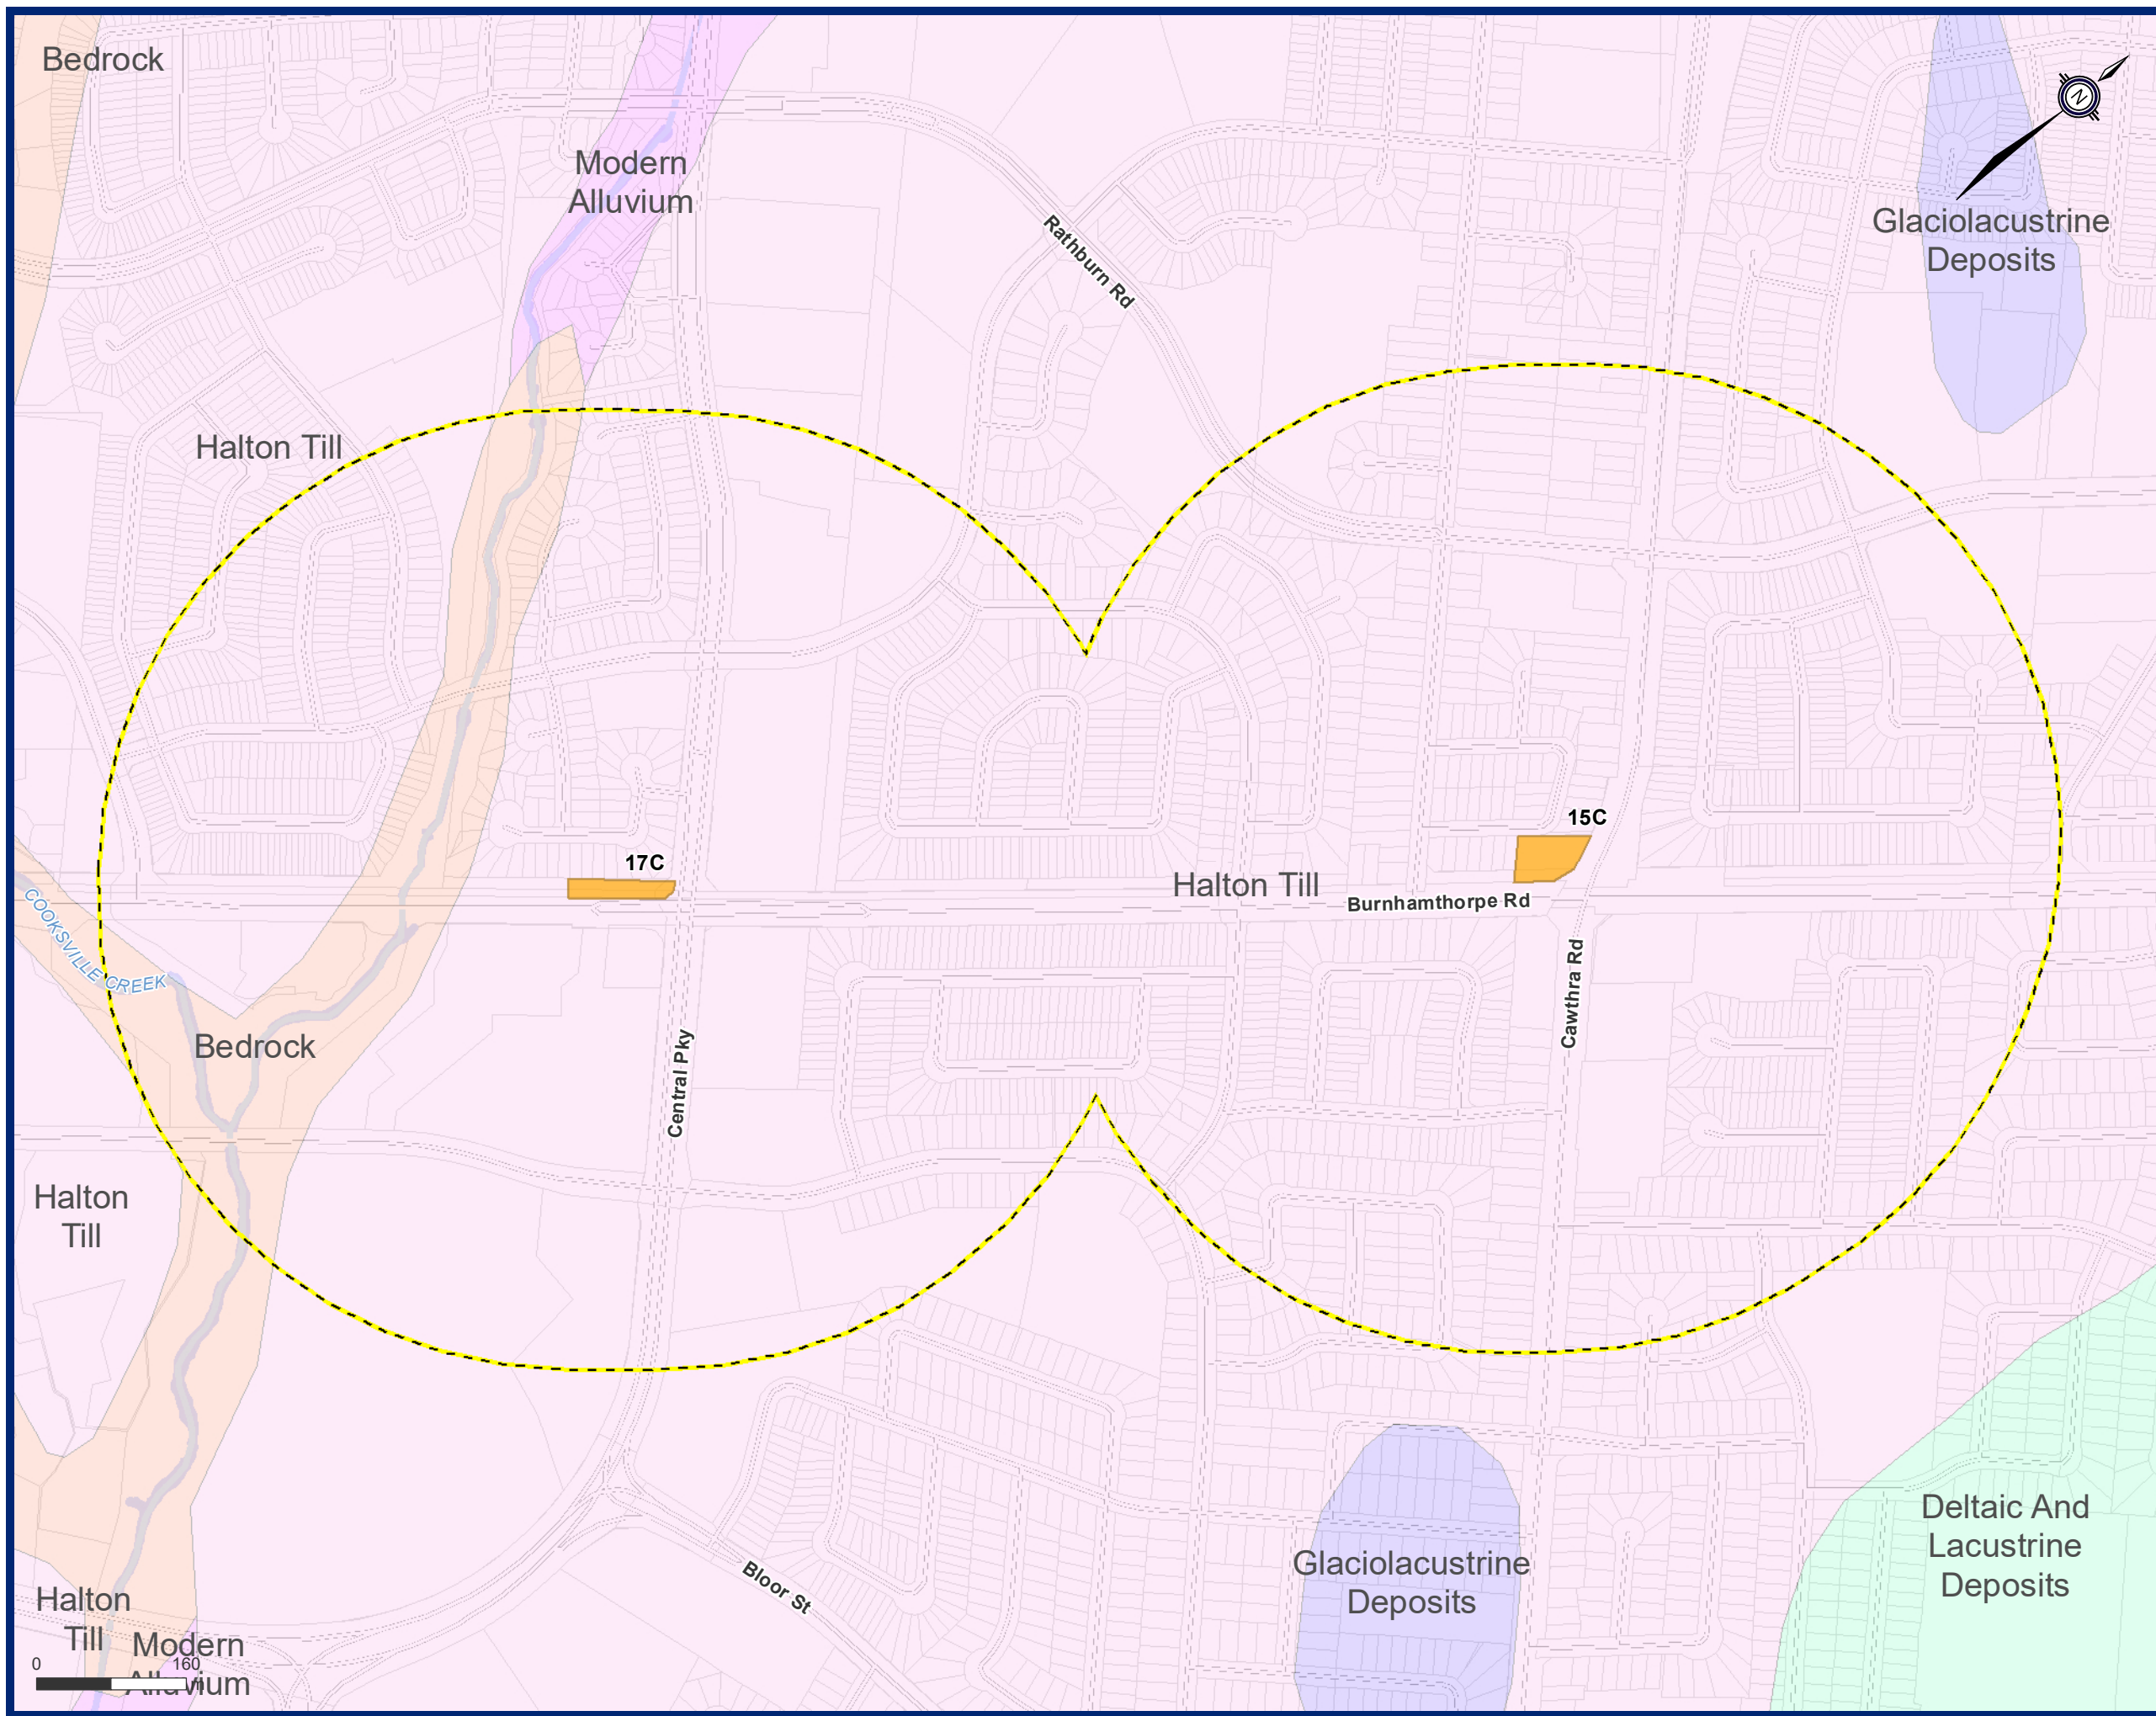 Bedrock
N
Modern
Alluvium
Glaciolacustrine
Deposits
Rathburn Rd
Halton Till
15C
17C
Halton Till
Burnhamthorpe Rd
COOKSVILLE CREEK
Cawthra Rd
Bedrock
Central Pky
Halton
Till
Deltaic And
Lacustrine
Deposits
Glaciolacustrine
Deposits
Bloor St
Halton
Till
Modern
Alluvium
0
160
m